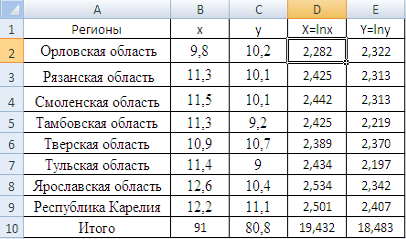 A B C D E
1 Регионы x y X=lnx Y=lny
2 Орловская область 9,8 10,2 2,282 2,322
3 Рязанская область 11,3 10,1 2,425 2,313
4 Смоленская область 11,5 10,1 2,442 2,313
5 Тамбовская область 11,3 9,2 2,425 2,219
6 Тверская область 10,9 10,7 2,389 2,370
7 Тульская область 11,4 9 2,434 2,197
8 Ярославская область 12,6 10,4 2,534 2,342
9 Республика Карелия 12,2 11,1 2,501 2,407
10 Итого 91 80,8 19,432 18,483